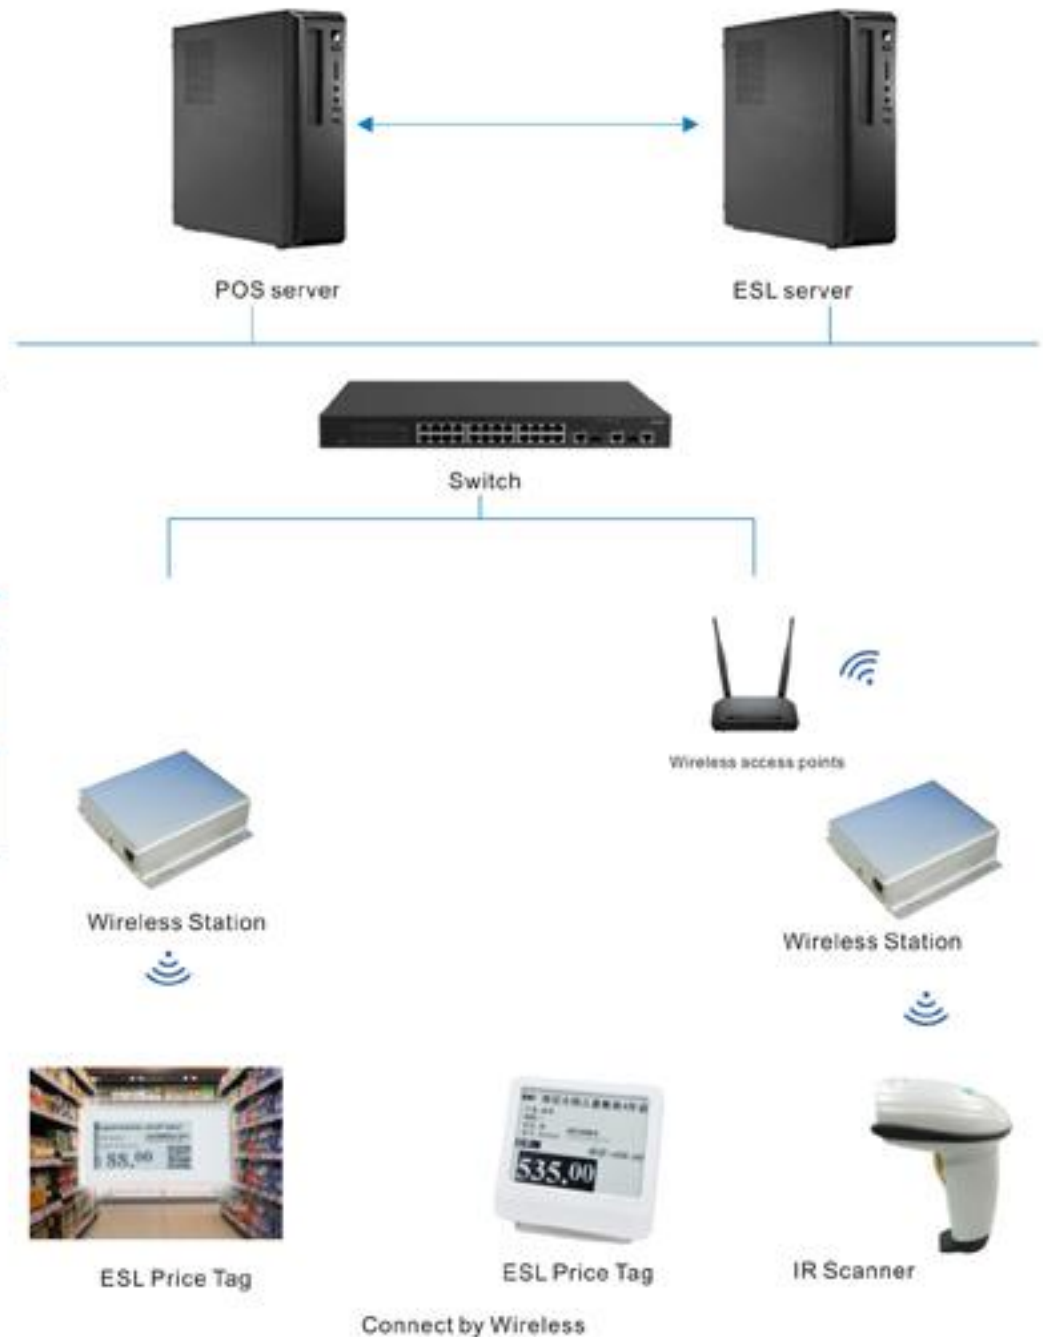 POS server
ESL server
Switch
Wireless access points
Wireless Station
Wireless Station
88.00
535.00
ESL Price Tag
ESL Price Tag
IR Scanner
Connect by Wireless